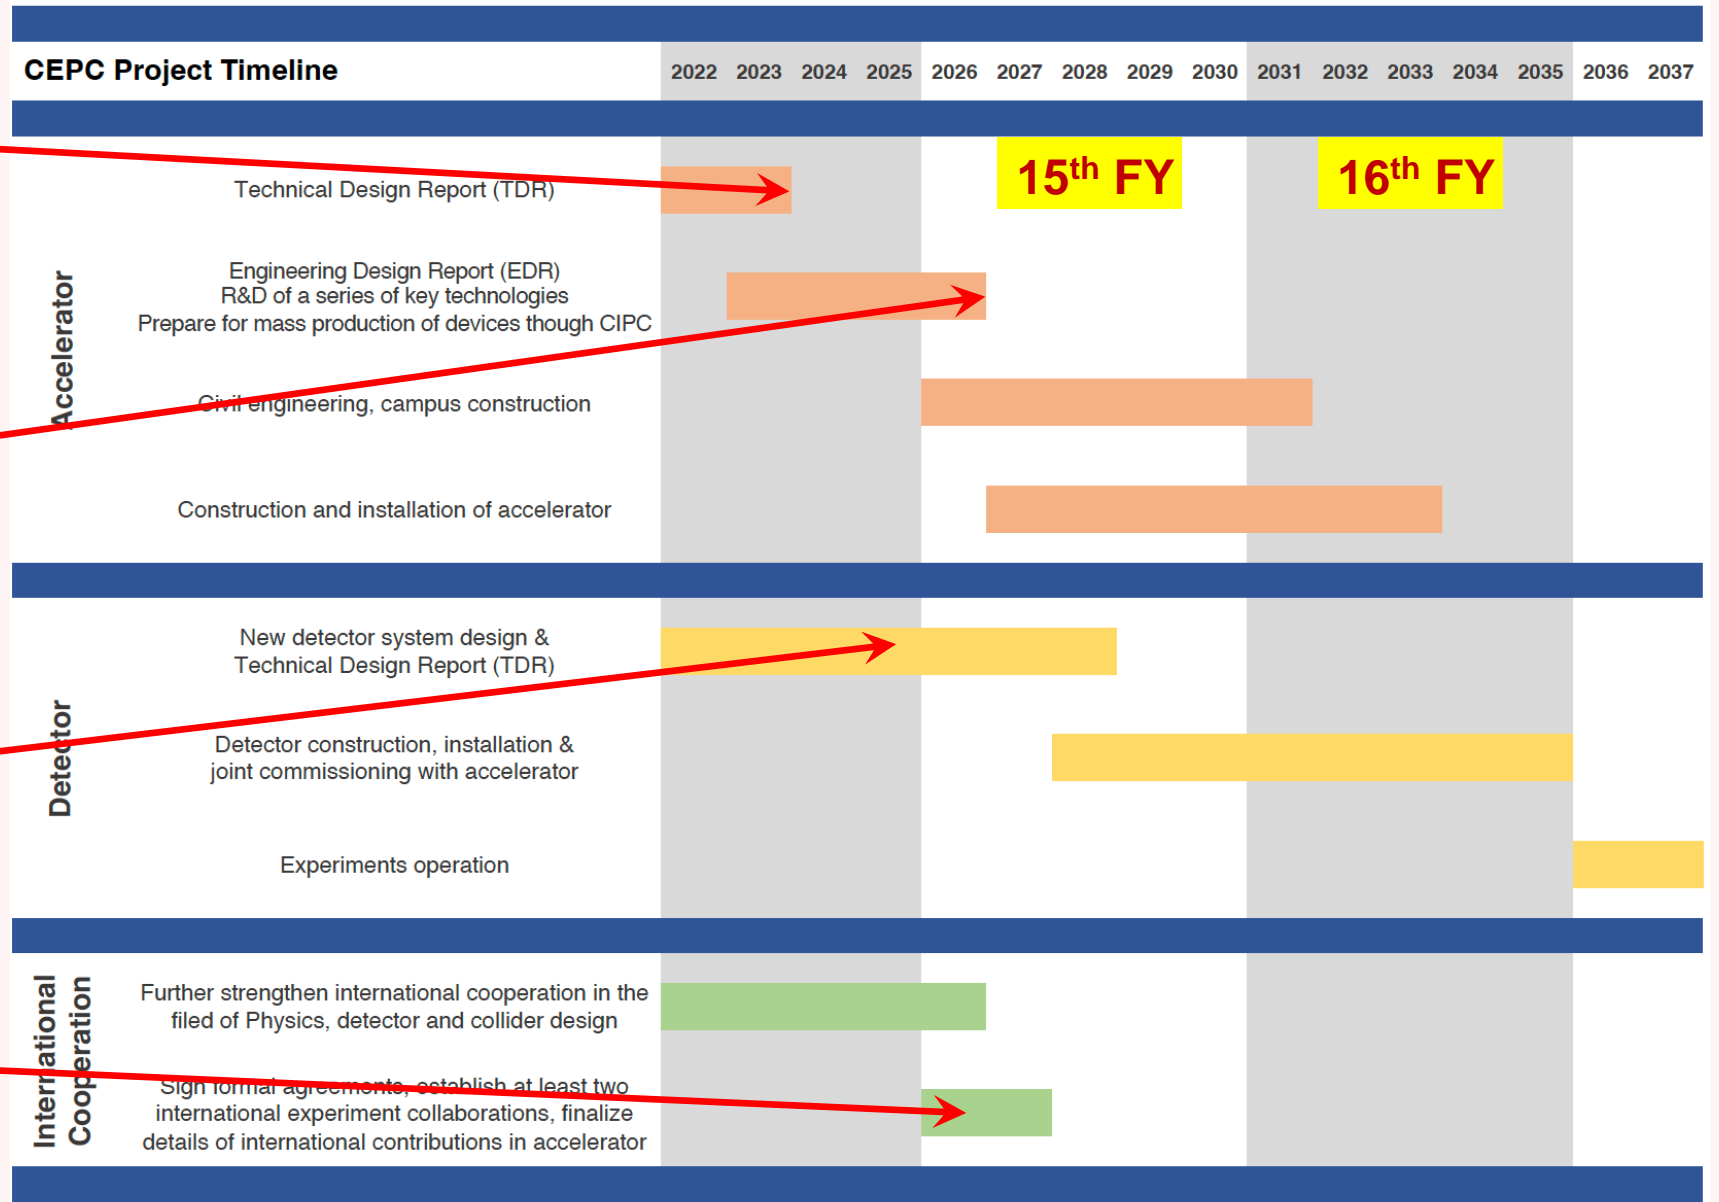 CEPC Project Timeline 2022 2023 2024 2025 2026 2027 2028 2029 2030 2031 2032 2033 2034 2035 2036 2037
15th FY 16th FY
Accelerator
Technical Design Report (TDR)
Engineering Design Report (EDR)
R&D of a series of key technologies
Prepare for mass production of devices though CIPC
Civil engineering, campus construction
Construction and installation of accelerator
Detector
New detector system design &
Technical Design Report (TDR)
Detector construction, installation &
joint commissioning with accelerator
Experiments operation
International
Cooperation
Further strengthen international cooperation in the
filed of Physics, detector and collider design
Sign formal agreements, establish at least two
international experiment collaborations, finalize
details of international contributions in accelerator